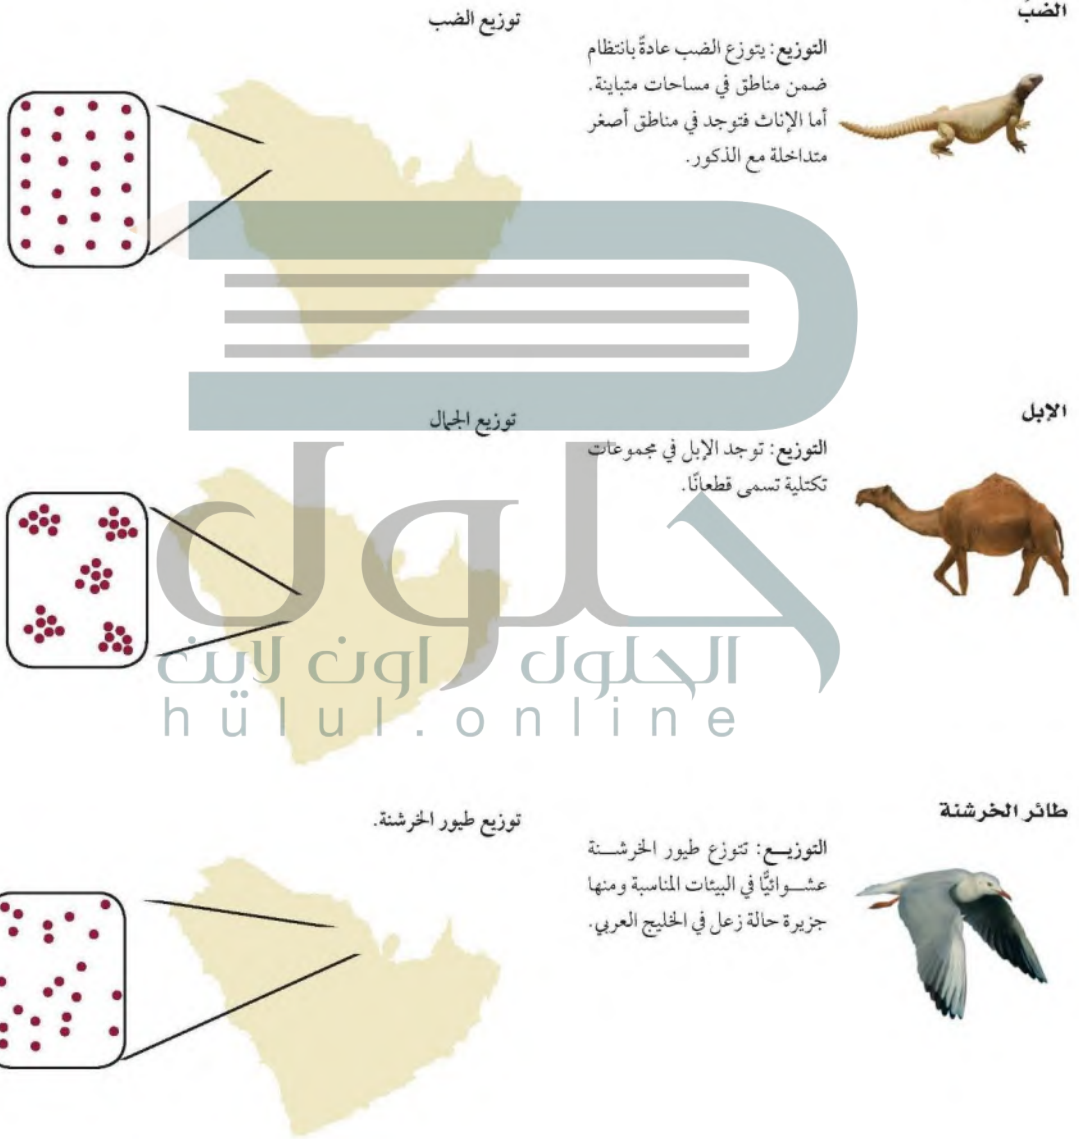 الضبّ
توزيع الضب
التوزيع: يتوزع الضب عادةً بانتظام
ضمن مناطق في مساحات متباينة.
أما الإناث فتوجد في مناطق أصغر
متداخلة مع الذكور.
الإبل
توزيع الجمال
التوزيع: توجد الإبل في مجموعات
تكتلية تسمى قطعانًا.
حلول
الحلول اون لاين
hulul.online
طائر الخرشنة
توزيع طيور الخرشنة.
التوزيـع: تتوزع طيور الخرشـنة
عشـوائيًّا في البيئات المناسبة ومنها
جزيرة حالة زعل في الخليج العربي.